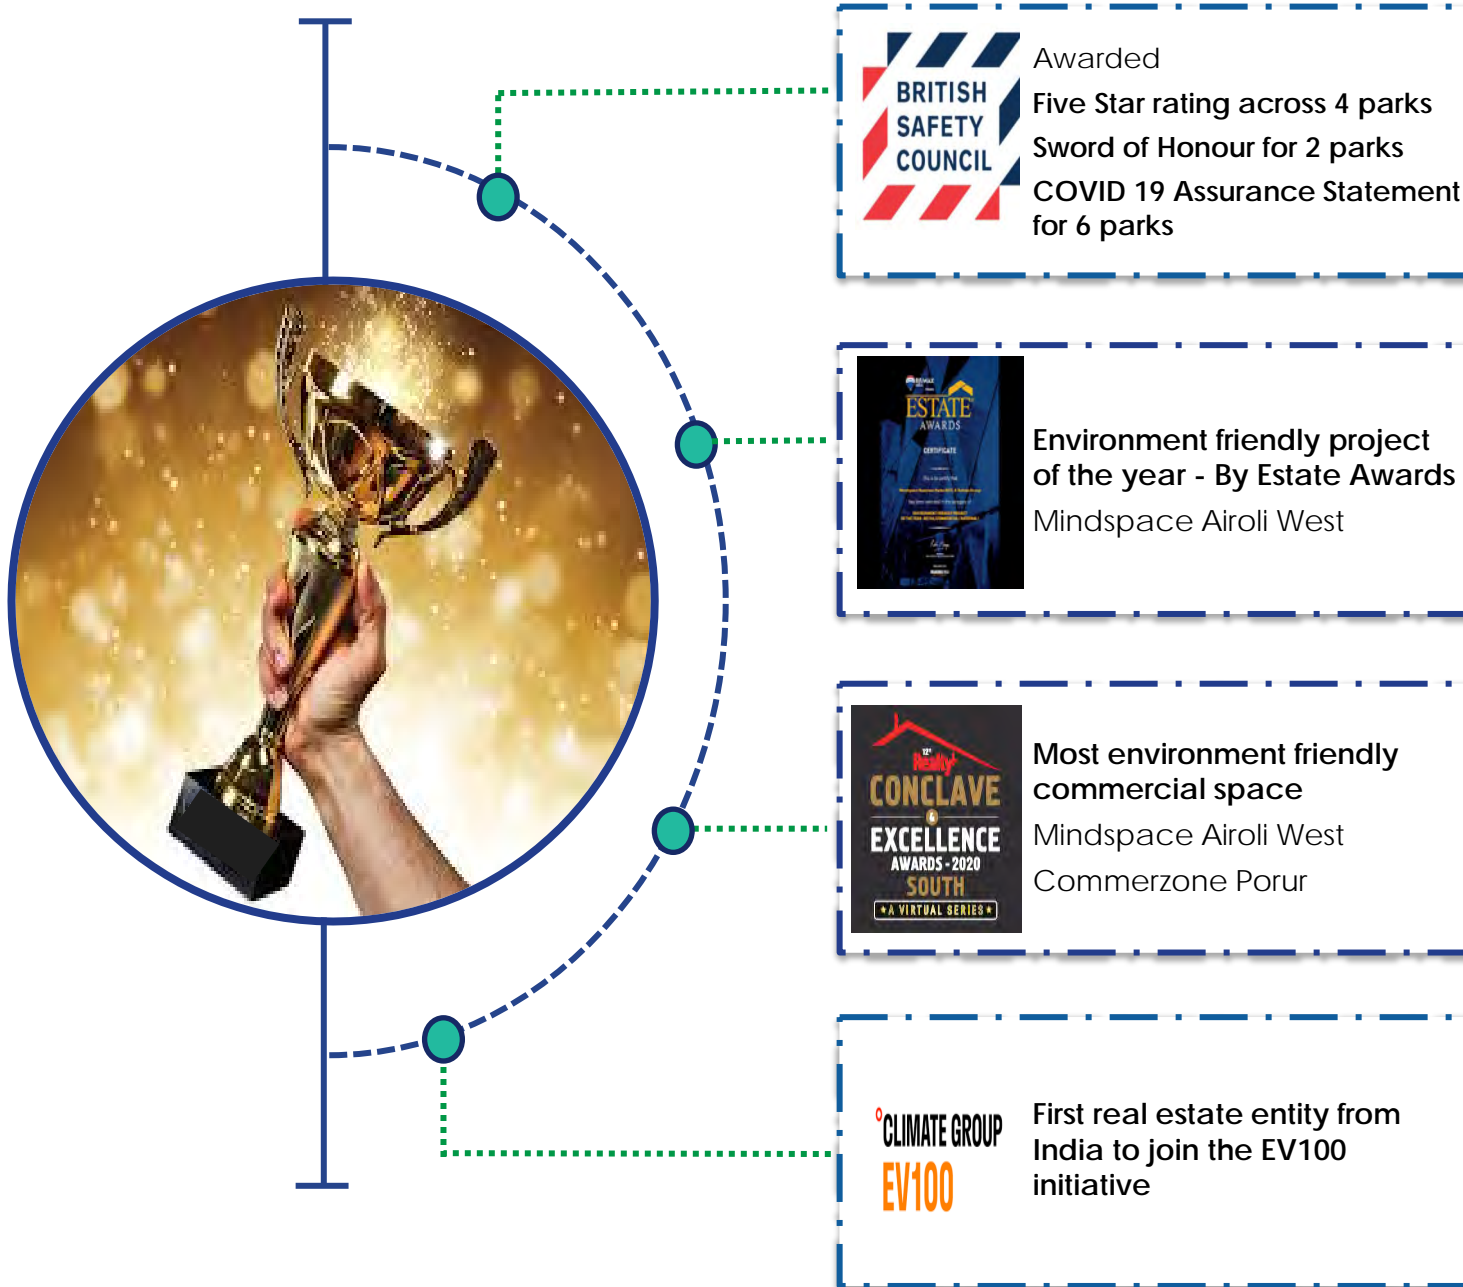 BRITISH
SAFETY
COUNCIL
Awarded
Five Star rating across 4 parks
Sword of Honour for 2 parks
COVID 19 Assurance Statement
for 6 parks
ESTATE
AWARDS
CERTIFICATE
Environment friendly project
of the year - By Estate Awards
Mindspace Airoli West
12th
Realty+
CONCLAVE
&
EXCELLENCE
AWARDS - 2020
SOUTH
★ A VIRTUAL SERIES ★
Most environment friendly
commercial space
Mindspace Airoli West
Commerzone Porur
°CLIMATE GROUP
EV100
First real estate entity from
India to join the EV100
initiative